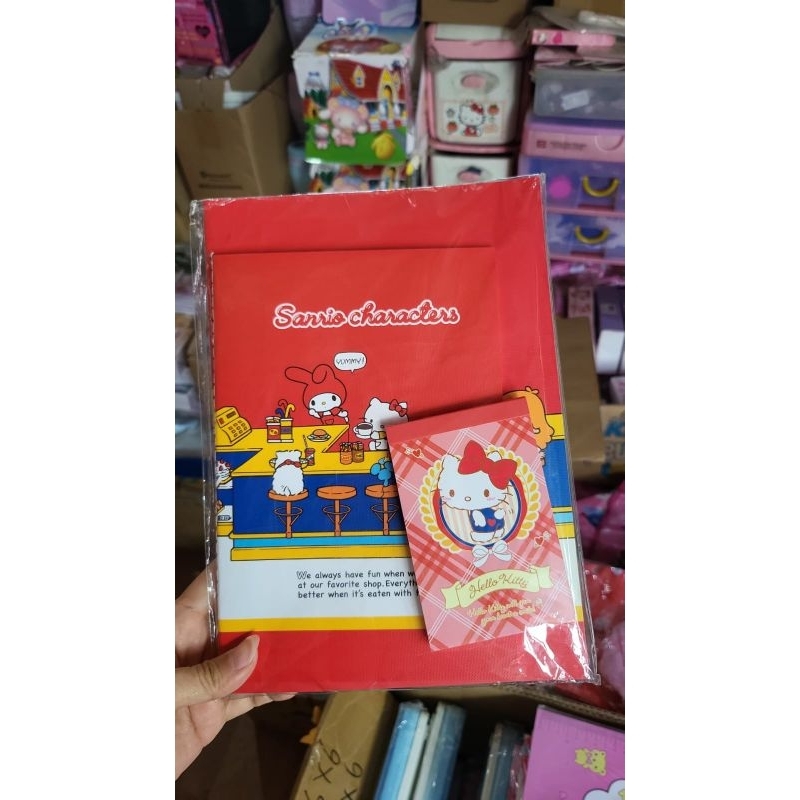 Sanrio characters
YUMMY!
We always have fun when w
at our favorite shop. Everyth
better when it's eaten with f
Hello Kitty